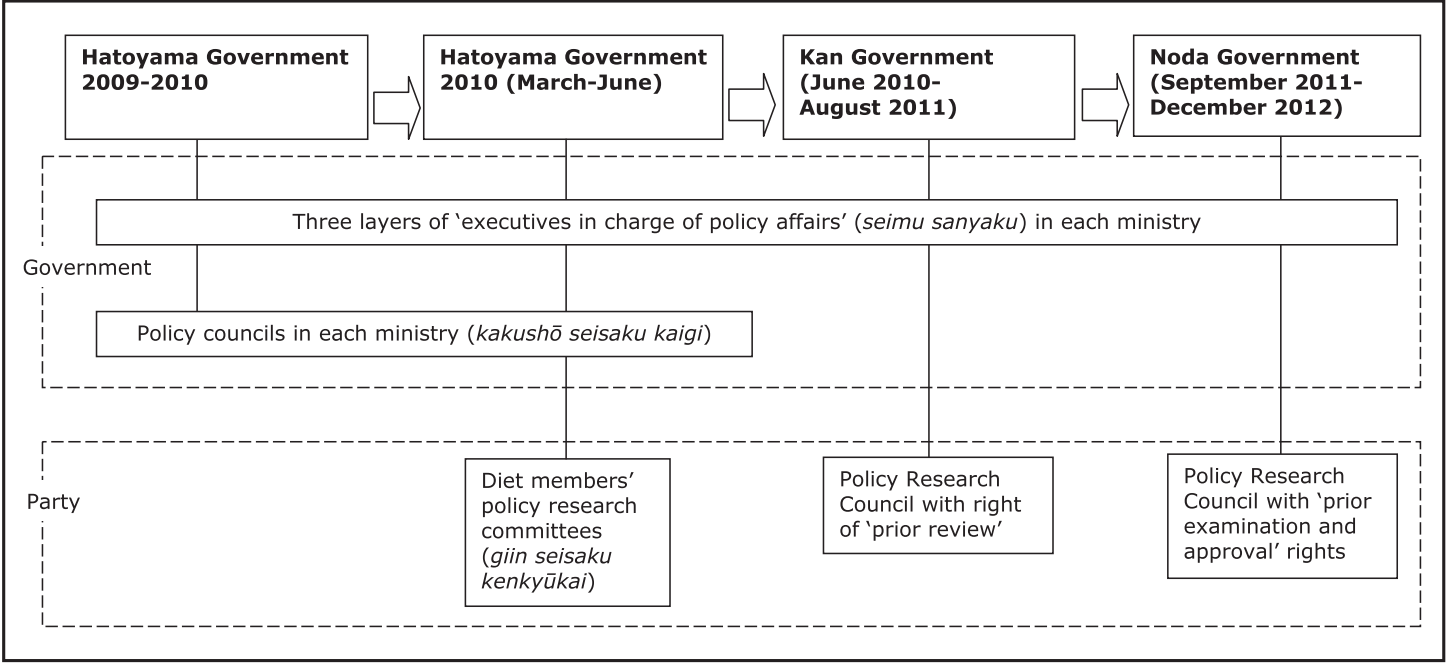 Hatoyama Government
2009-2010
Hatoyama Government
2010 (March-June)
Kan Government
(June 2010-
August 2011)
Noda Government
(September 2011-
December 2012)
Three layers of ‘executives in charge of policy affairs’ (seimu sanyaku) in each ministry
Government
Policy councils in each ministry (kakushō seisaku kaigi)
Party
Diet members’
policy research
committees
(giin seisaku
kenkyūkai)
Policy Research
Council with right
of ‘prior review’
Policy Research
Council with ‘prior
examination and
approval’ rights